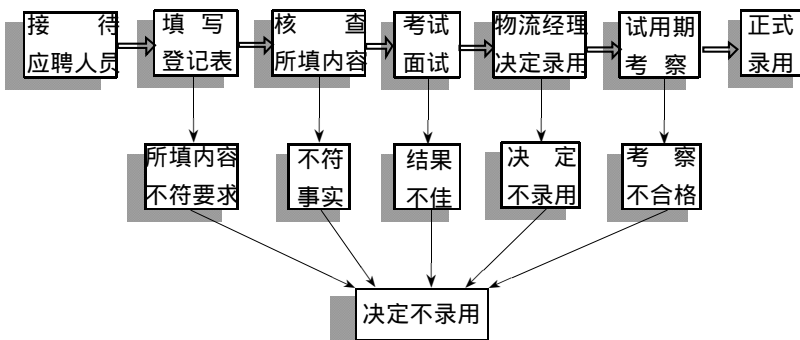 接 待
应聘人员
填 写
登记表
核 查
所填内容
考试
面试
物流经理
决定录用
试用期
考 察
正式
录用
所填内容
不符要求
不符
事实
结果
不佳
决 定
不录用
考 察
不合格
决定不录用